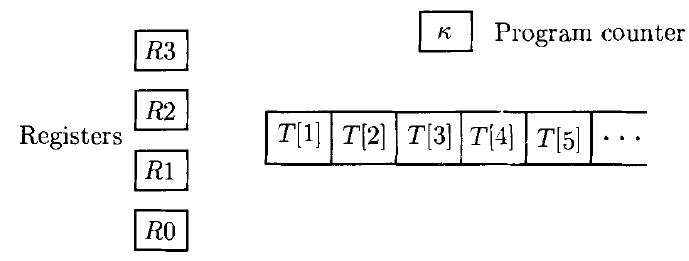 κ Program counter
R3
R2
Registers
T[1] T[2] T[3] T[4] T[5] · · ·
R1
R0